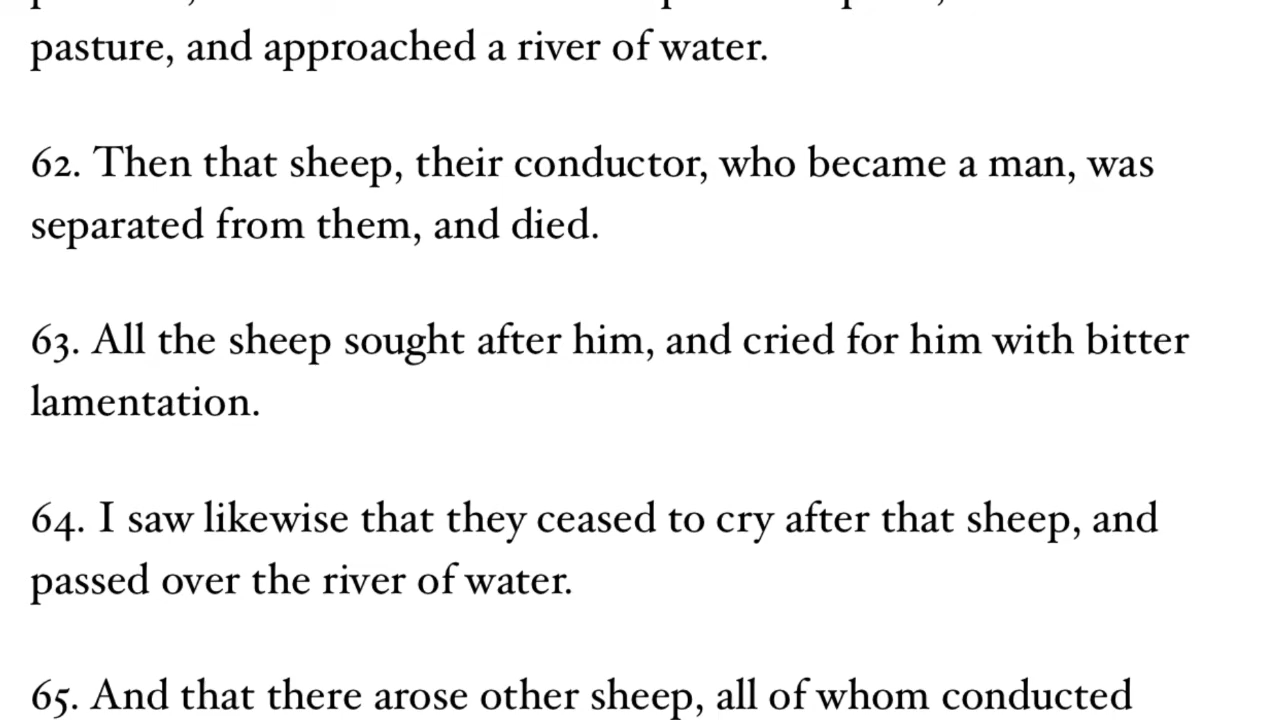 pasture, and approached a river of water.
62. Then that sheep, their conductor, who became a man, was
separated from them, and died.
63. All the sheep sought after him, and cried for him with bitter
lamentation.
64. I saw likewise that they ceased to cry after that sheep, and
passed over the river of water.
65. And that there arose other sheep, all of whom conducted